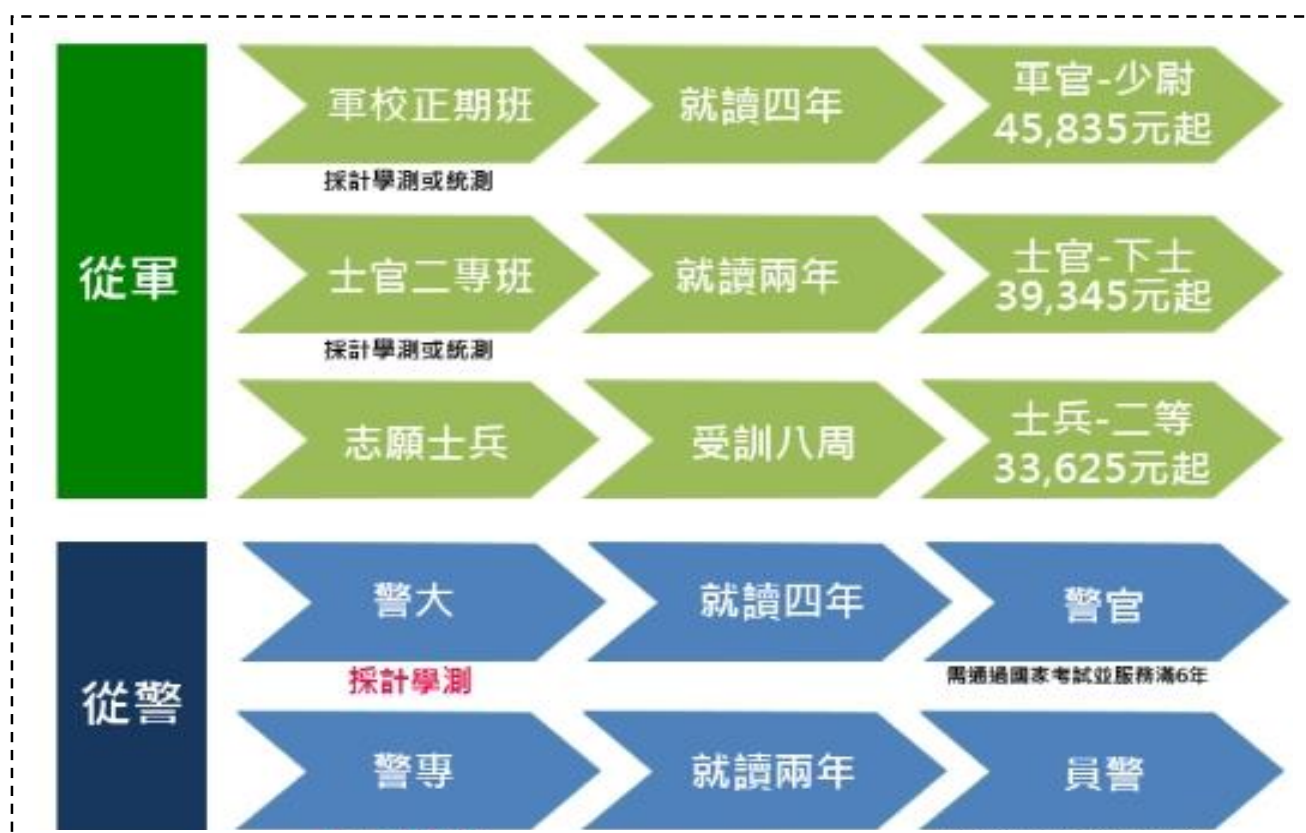 從軍
軍校正期班
就讀四年
軍官-少尉
45,835元起
採計學測或統測
士官二專班
就讀兩年
士官-下士
39,345元起
採計學測或統測
志願士兵
受訓八周
士兵-二等
33,625元起
從警
警大
就讀四年
警官
採計學測
需通過國家考試並服務滿6年
警專
就讀兩年
員警